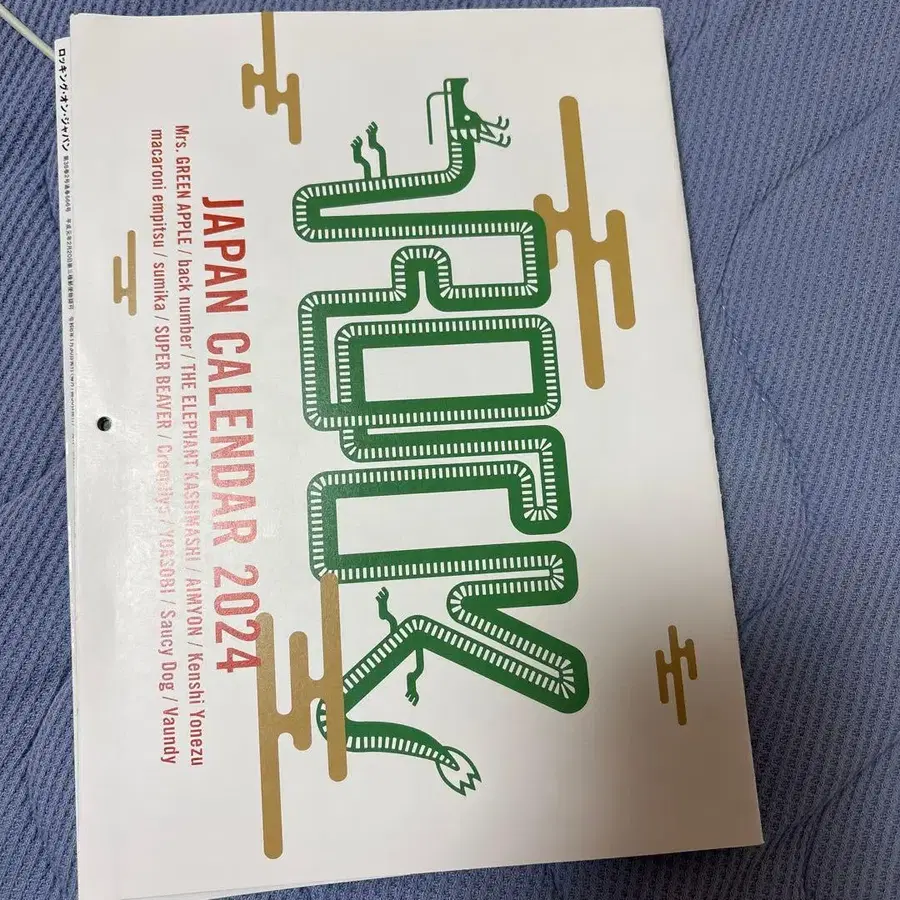 ROCK
JAPAN CALENDAR 2024
Mrs. GREEN APPLE / back number / THE ELEPHANT KASHIMASHI / AIMYON / Kenshi Yonezu
macaroni empitsu / sumika / SUPER BEAVER / Creepy Nuts / YOASOBI / Saucy Dog / Vaundy
ロッキング・オン・ジャパン